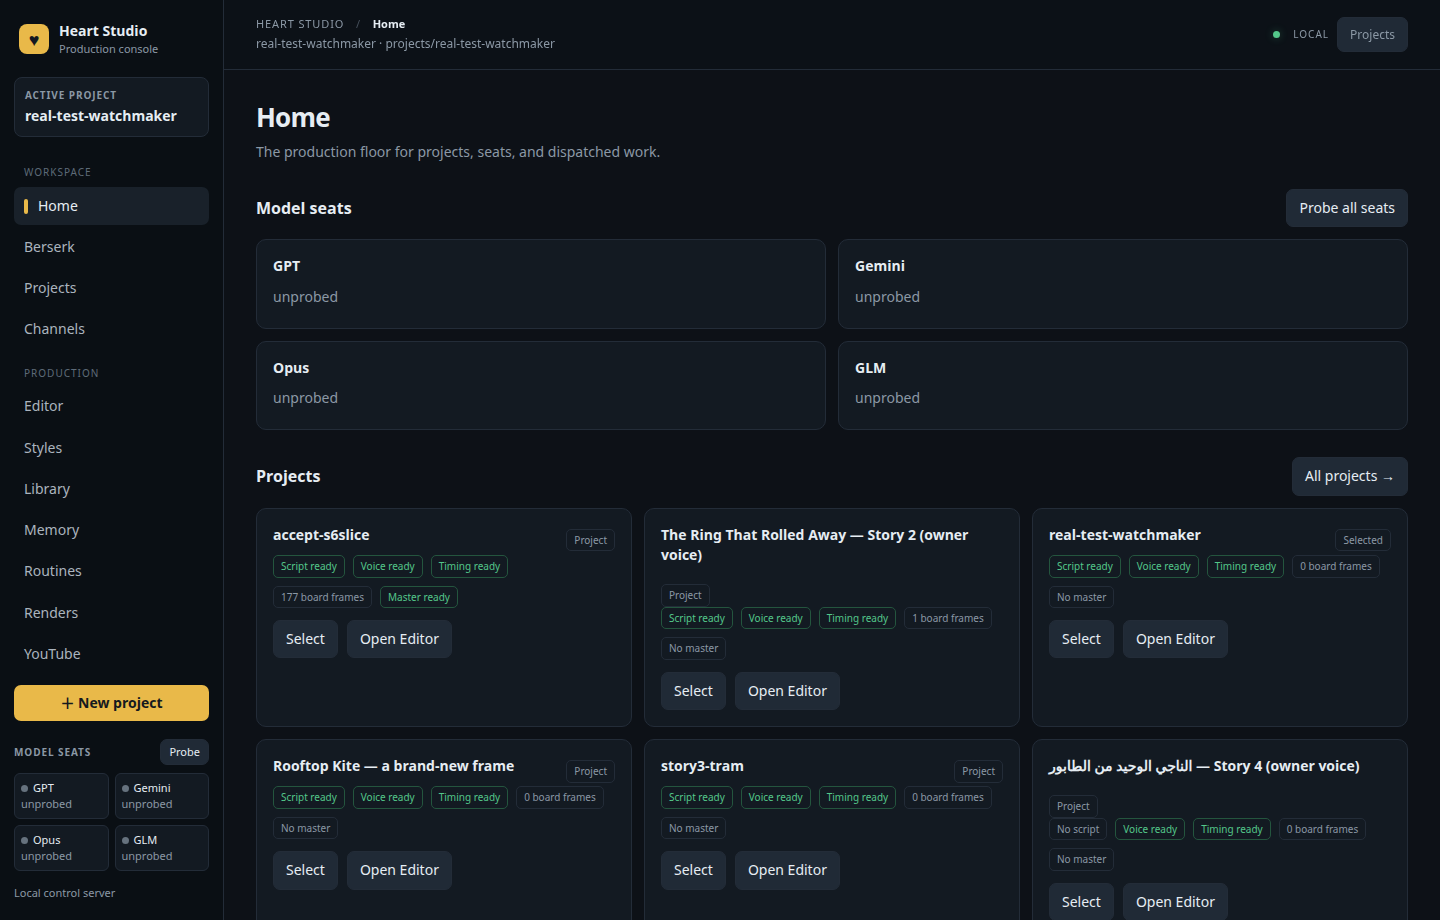 Heart Studio
Production console
ACTIVE PROJECT
real-test-watchmaker
WORKSPACE
Home
Berserk
Projects
Channels
PRODUCTION
Editor
Styles
Library
Memory
Routines
Renders
YouTube
+ New project
MODEL SEATS Probe
GPT Gemini
unprobed unprobed
Opus GLM
unprobed unprobed
Local control server
HEART STUDIO / Home
real-test-watchmaker · projects/real-test-watchmaker
LOCAL Projects
Home
The production floor for projects, seats, and dispatched work.
Model seats Probe all seats
GPT
unprobed
Gemini
unprobed
Opus
unprobed
GLM
unprobed
Projects All projects →
accept-s6slice Project
Script ready Voice ready Timing ready
177 board frames Master ready
Select Open Editor
The Ring That Rolled Away — Story 2 (owner
voice)
Project
Script ready Voice ready Timing ready 1 board frames
No master
Select Open Editor
real-test-watchmaker Selected
Script ready Voice ready Timing ready 0 board frames
No master
Select Open Editor
Rooftop Kite — a brand-new frame Project
Script ready Voice ready Timing ready 0 board frames
No master
Select Open Editor
story3-tram Project
Script ready Voice ready Timing ready 0 board frames
No master
Select Open Editor
الناجي الوحيد من الطابور — Story 4 (owner voice)
Project
No script Voice ready Timing ready 0 board frames
No master
Select Open Editor